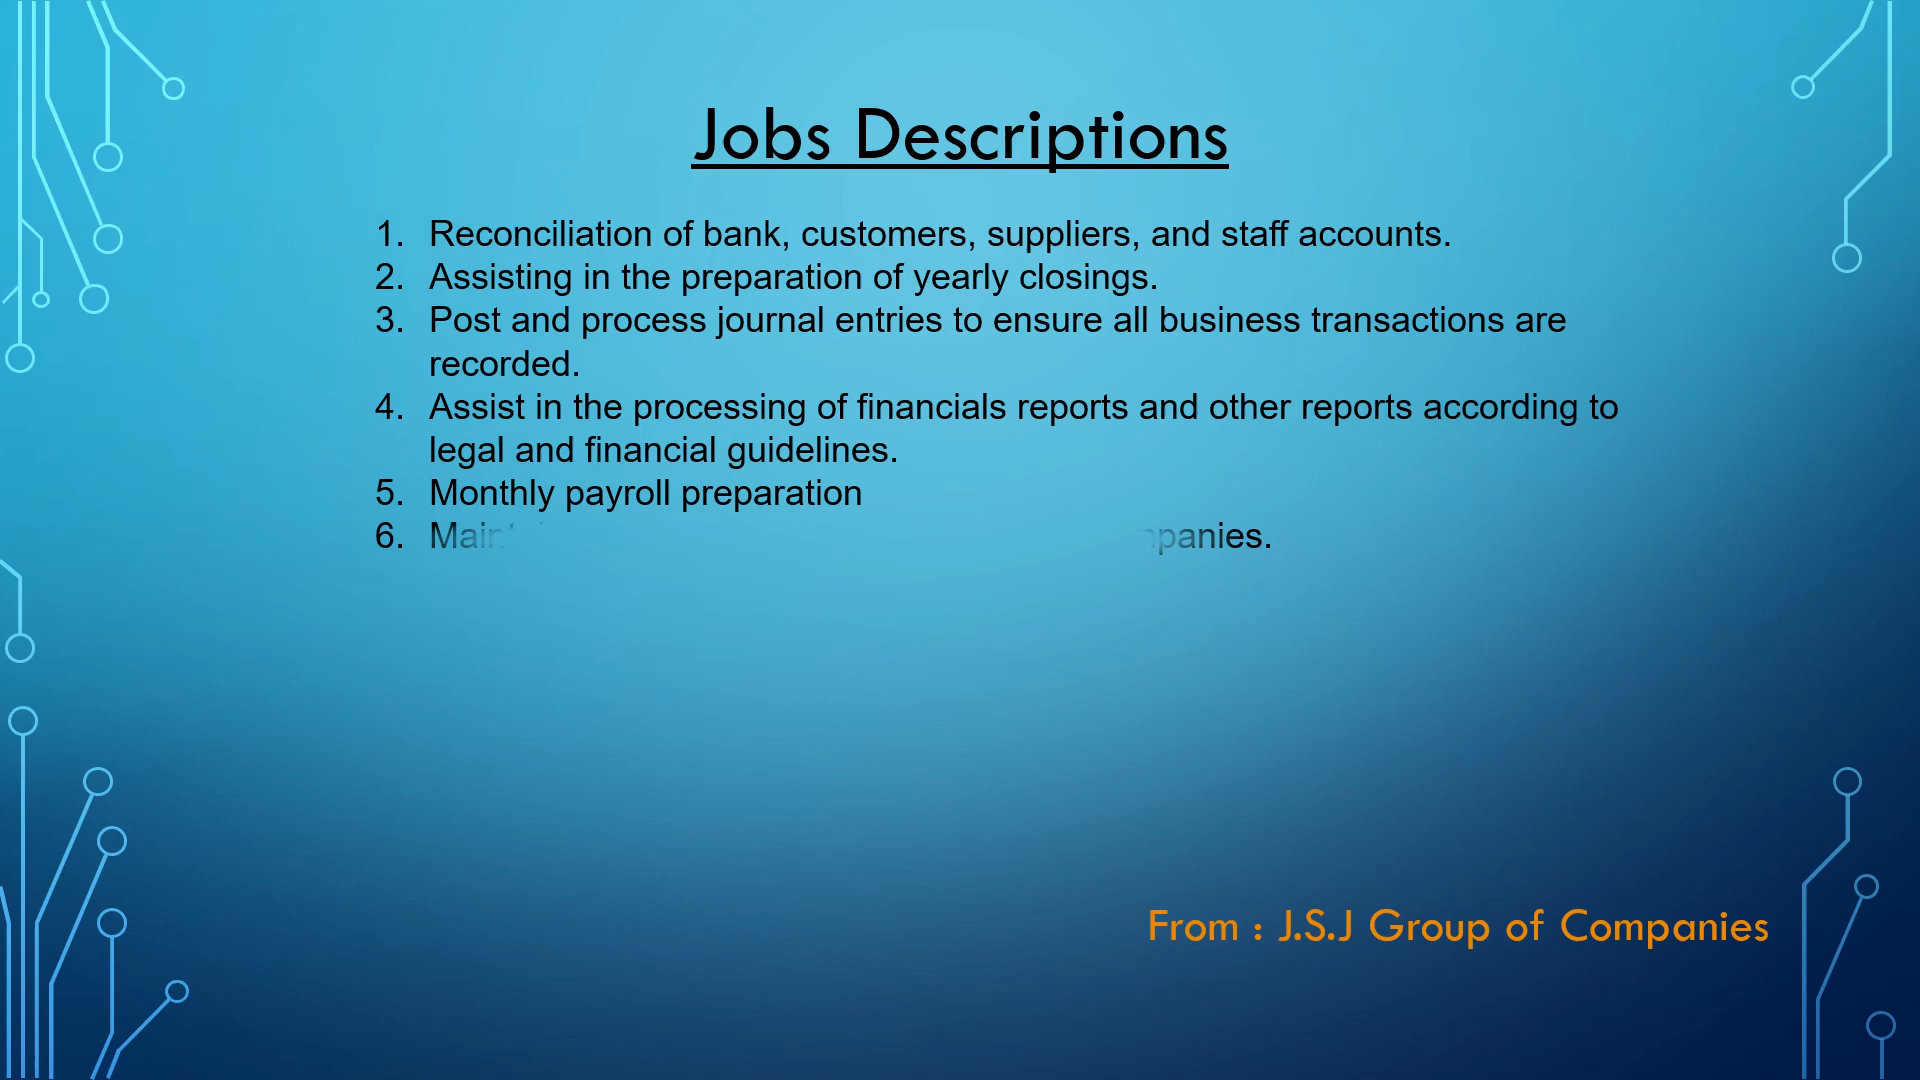 Jobs Descriptions
1. Reconciliation of bank, customers, suppliers, and staff accounts.
2. Assisting in the preparation of yearly closings.
3. Post and process journal entries to ensure all business transactions are
recorded.
4. Assist in the processing of financials reports and other reports according to
legal and financial guidelines.
5. Monthly payroll preparation
6.
From : J.S.J Group of Companies